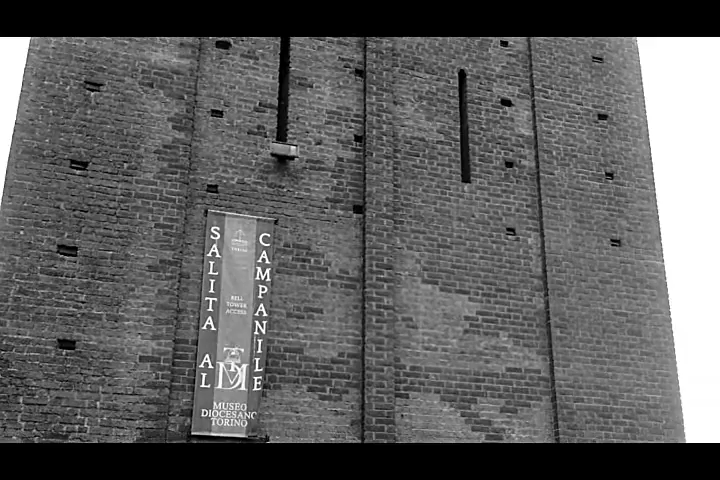 SALITA AL
CAMPANILE
TORINO
BELL
TOWER
ACCESS
MUSEO
DIOCESANO
TORINO